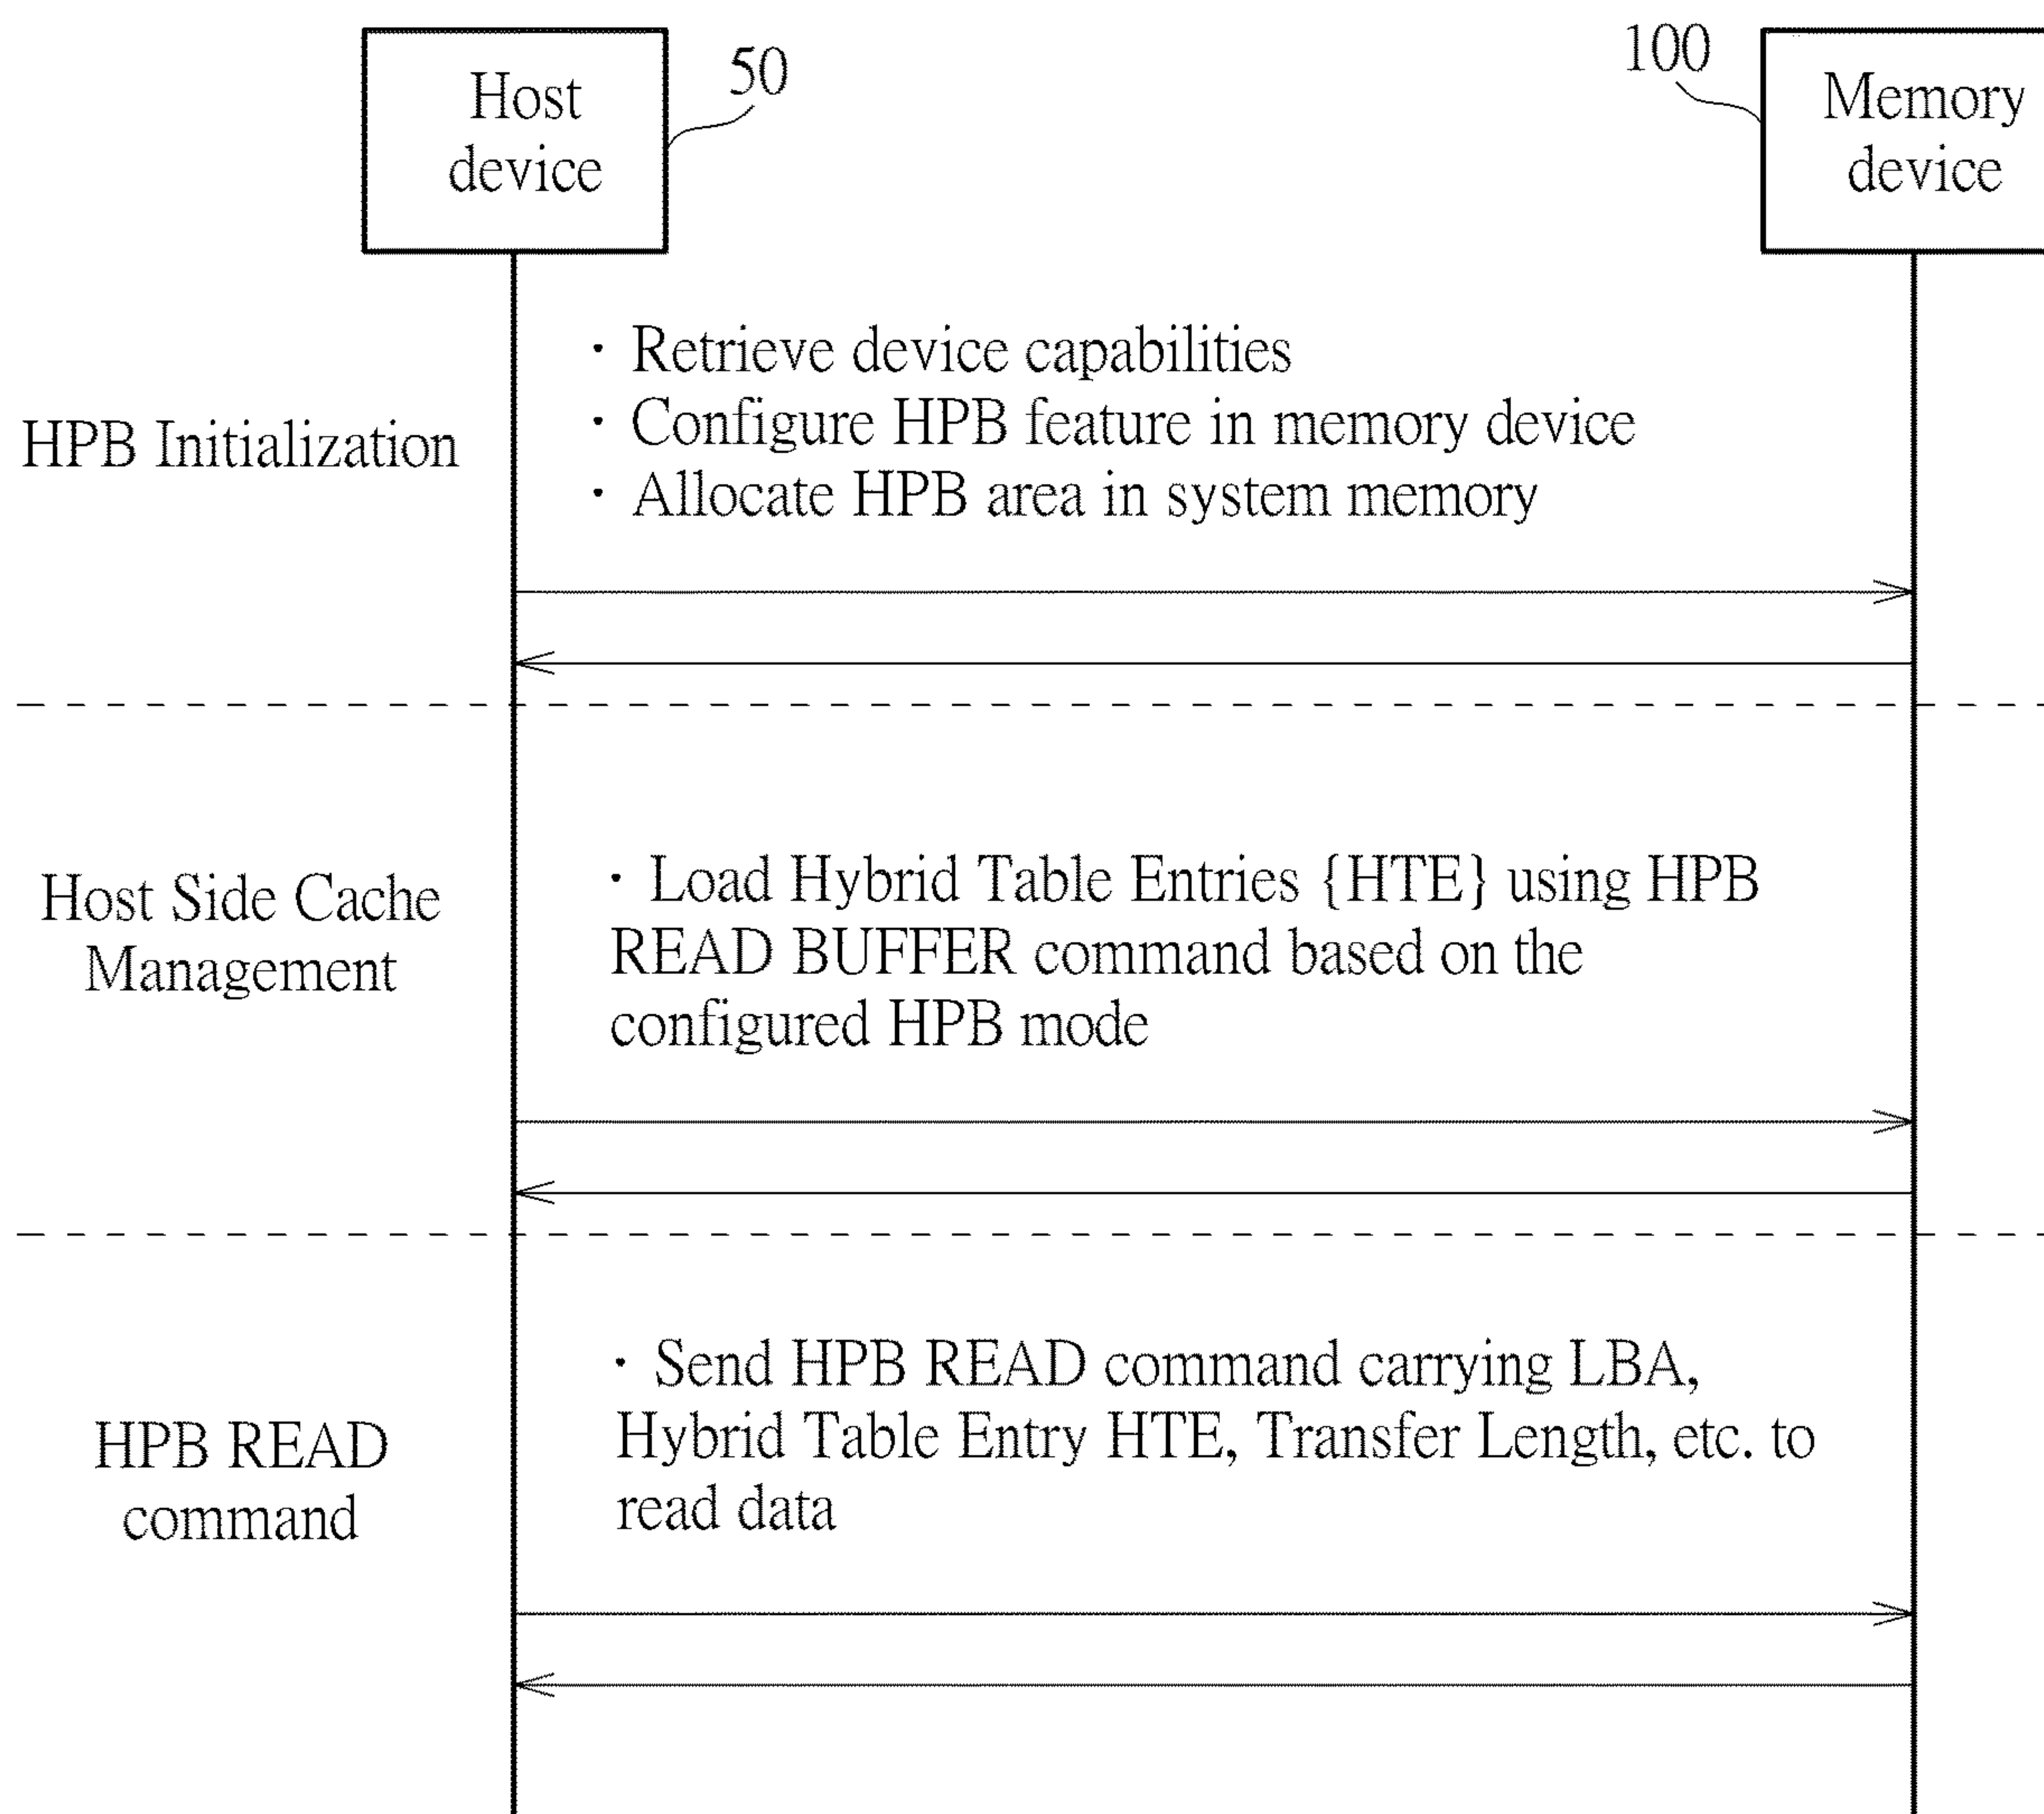 Host
device
50
100
Memory
device
HPB Initialization
· Retrieve device capabilities
· Configure HPB feature in memory device
· Allocate HPB area in system memory
Host Side Cache
Management
· Load Hybrid Table Entries {HTE} using HPB
READ BUFFER command based on the
configured HPB mode
HPB READ
command
· Send HPB READ command carrying LBA,
Hybrid Table Entry HTE, Transfer Length, etc. to
read data